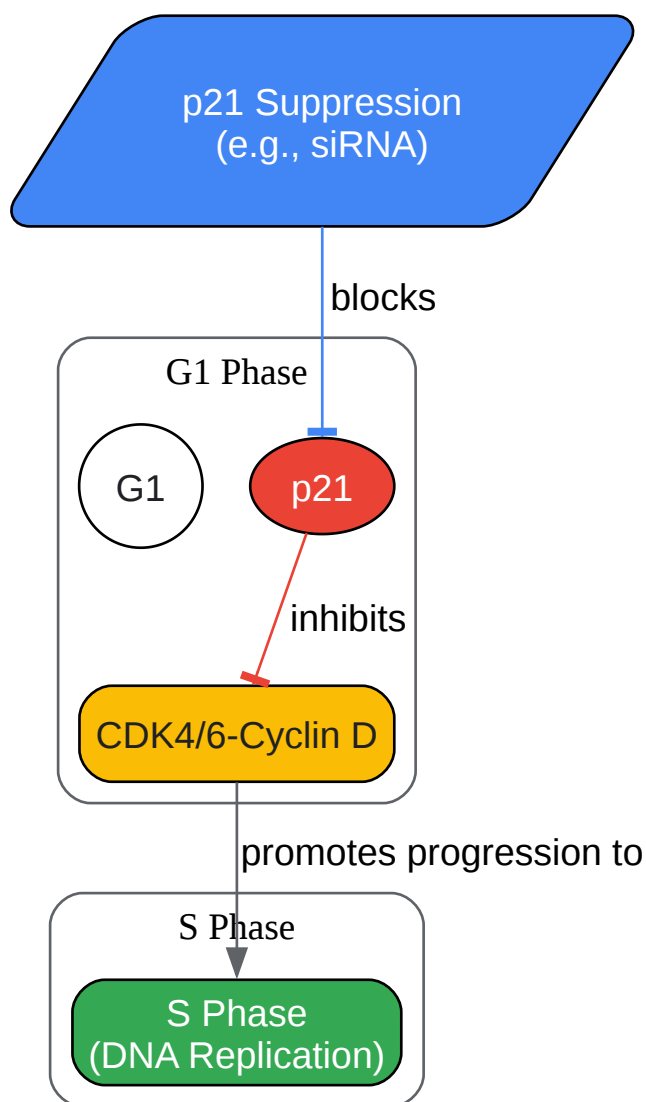 p21 Suppression
(e.g., siRNA)
blocks
G1 Phase
G1
p21
inhibits
CDK4/6-Cyclin D
promotes progression to
S Phase
S Phase
(DNA Replication)